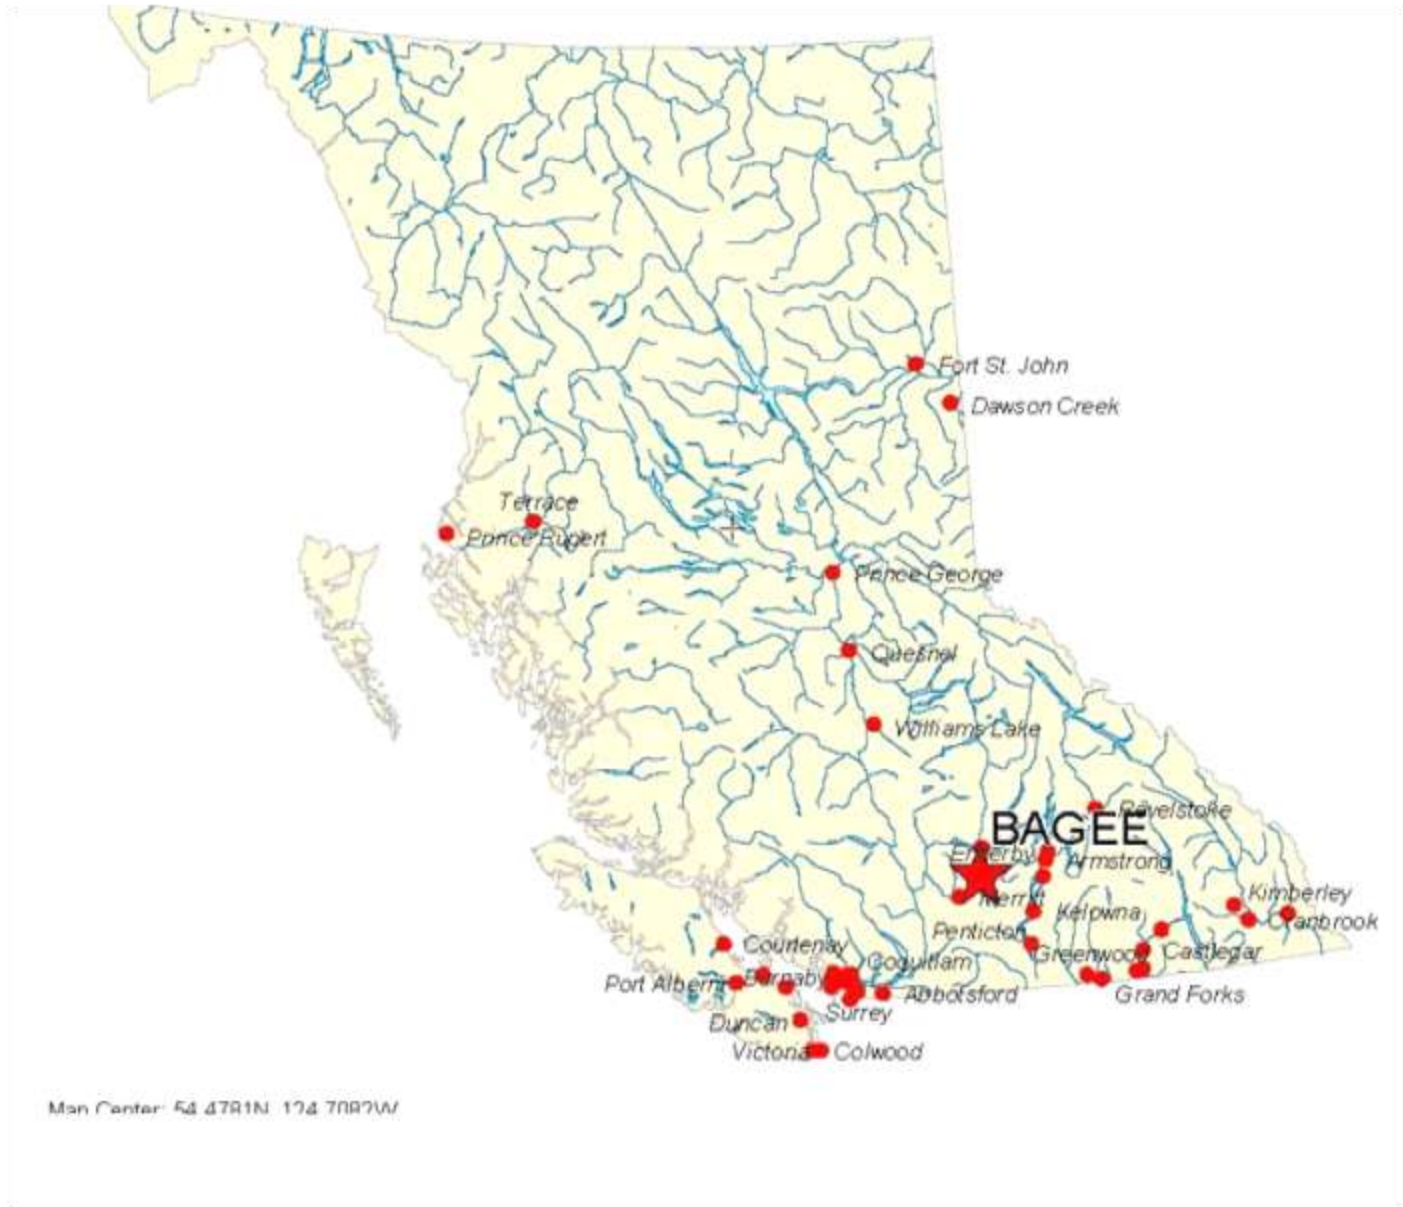 Fort St. John
Dawson Creek
Terrace
Prince Rupert
Prince George
Quesnel
Williams Lake
Revelstoke
BAGEE
Enderby
Armstrong
Merritt
Kimberley
Kelowna
Cranbrook
Penticton
Courtenay
Greenwood
Castlegar
Coquitlam
Port Alberni
Burnaby
Abbotsford
Grand Forks
Surrey
Duncan
Victoria
Colwood
Map Center: 54.4781N, 124.7082W